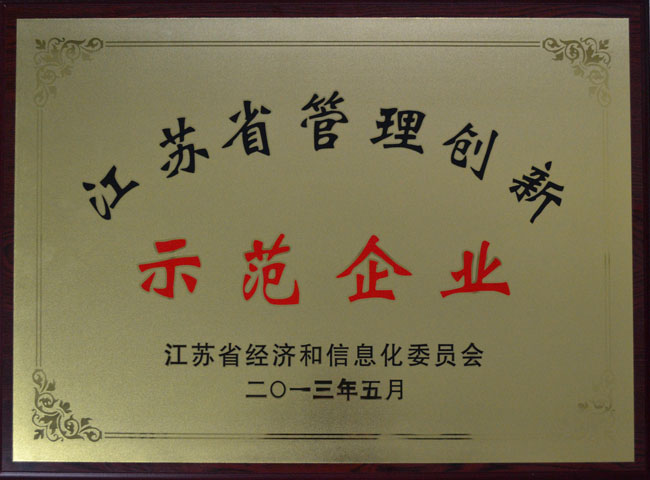 江苏省管理创新
示范企业
江苏省经济和信息化委员会
二〇一三年五月